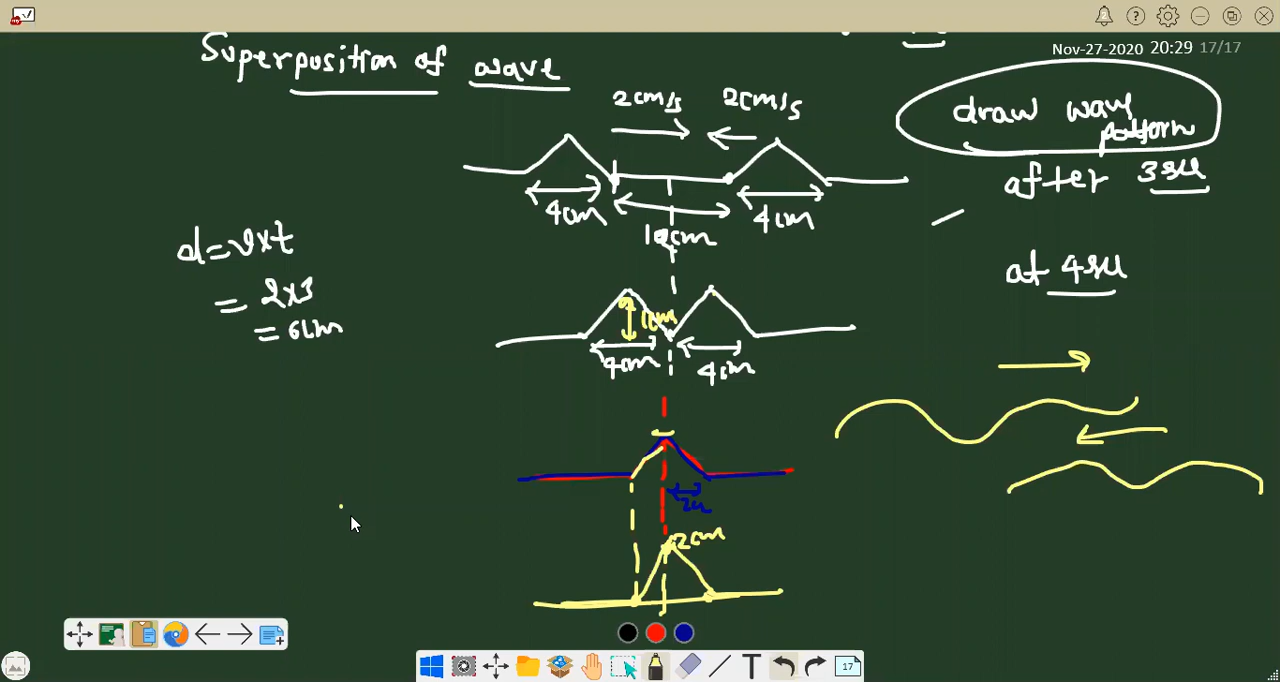 Nov-27-2020 20:29 17/17
Superposition of wave
2cm/s 2cm/s
draw wave
pattern
after 3sec
4cm 4cm
12cm
d=v×t
= 2×3
= 6cm
at 4sec
1cm
4cm 4cm
2cm
17